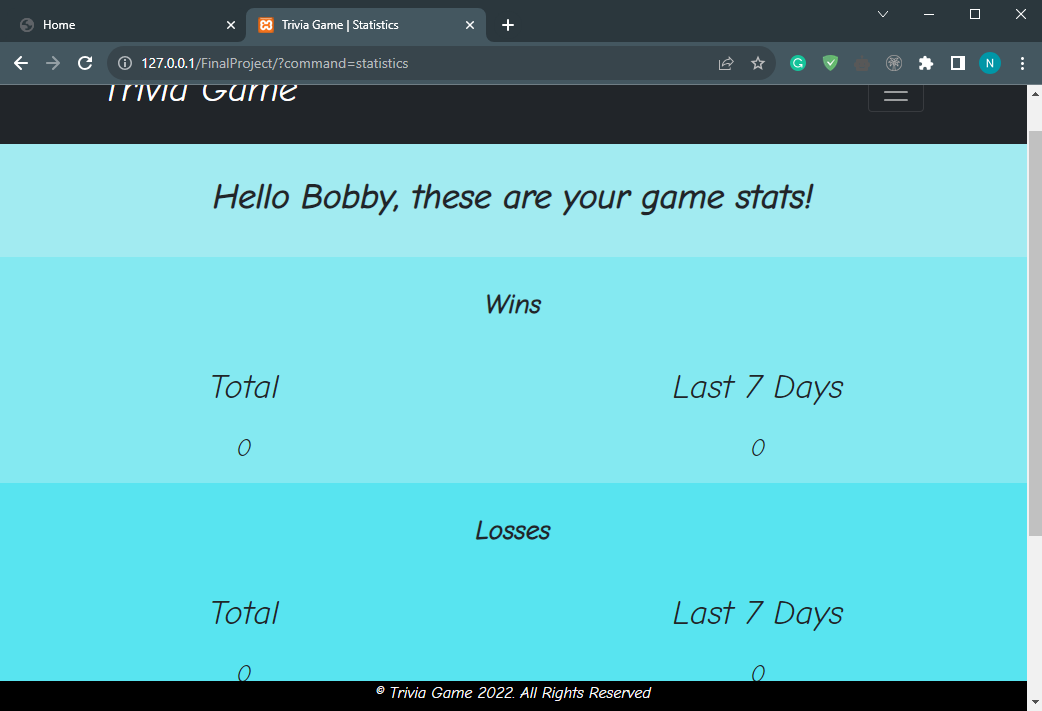 Home
Trivia Game | Statistics
127.0.0.1/FinalProject/?command=statistics
G
N
Trivia Game
Hello Bobby, these are your game stats!
Wins
Total
Last 7 Days
0
0
Losses
Total
Last 7 Days
0
0
© Trivia Game 2022. All Rights Reserved